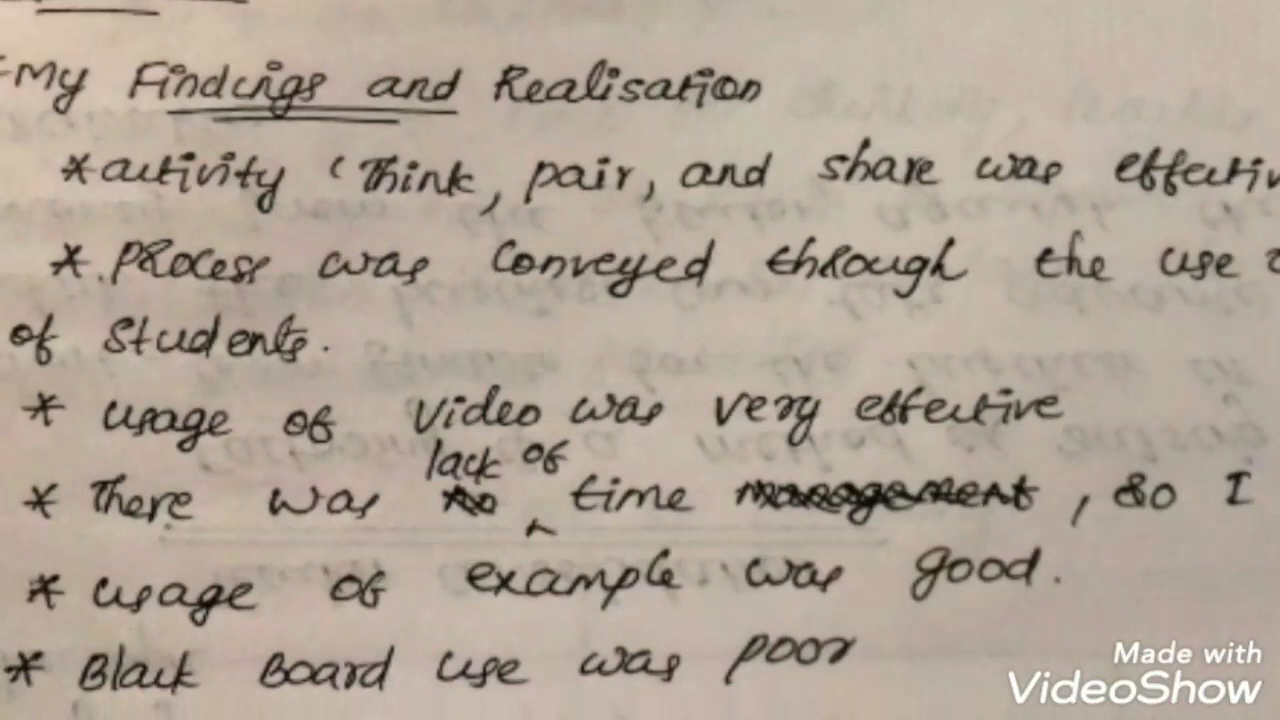 My Findings and Realisation
* activity 'Think, pair, and share was effectiv
* Process was conveyed through the use
of Students.
* usage of video was very effective
lack of
* There was no time management, so I
* usage of example was good.
* Black Board use was poor
Made with
VideoShow